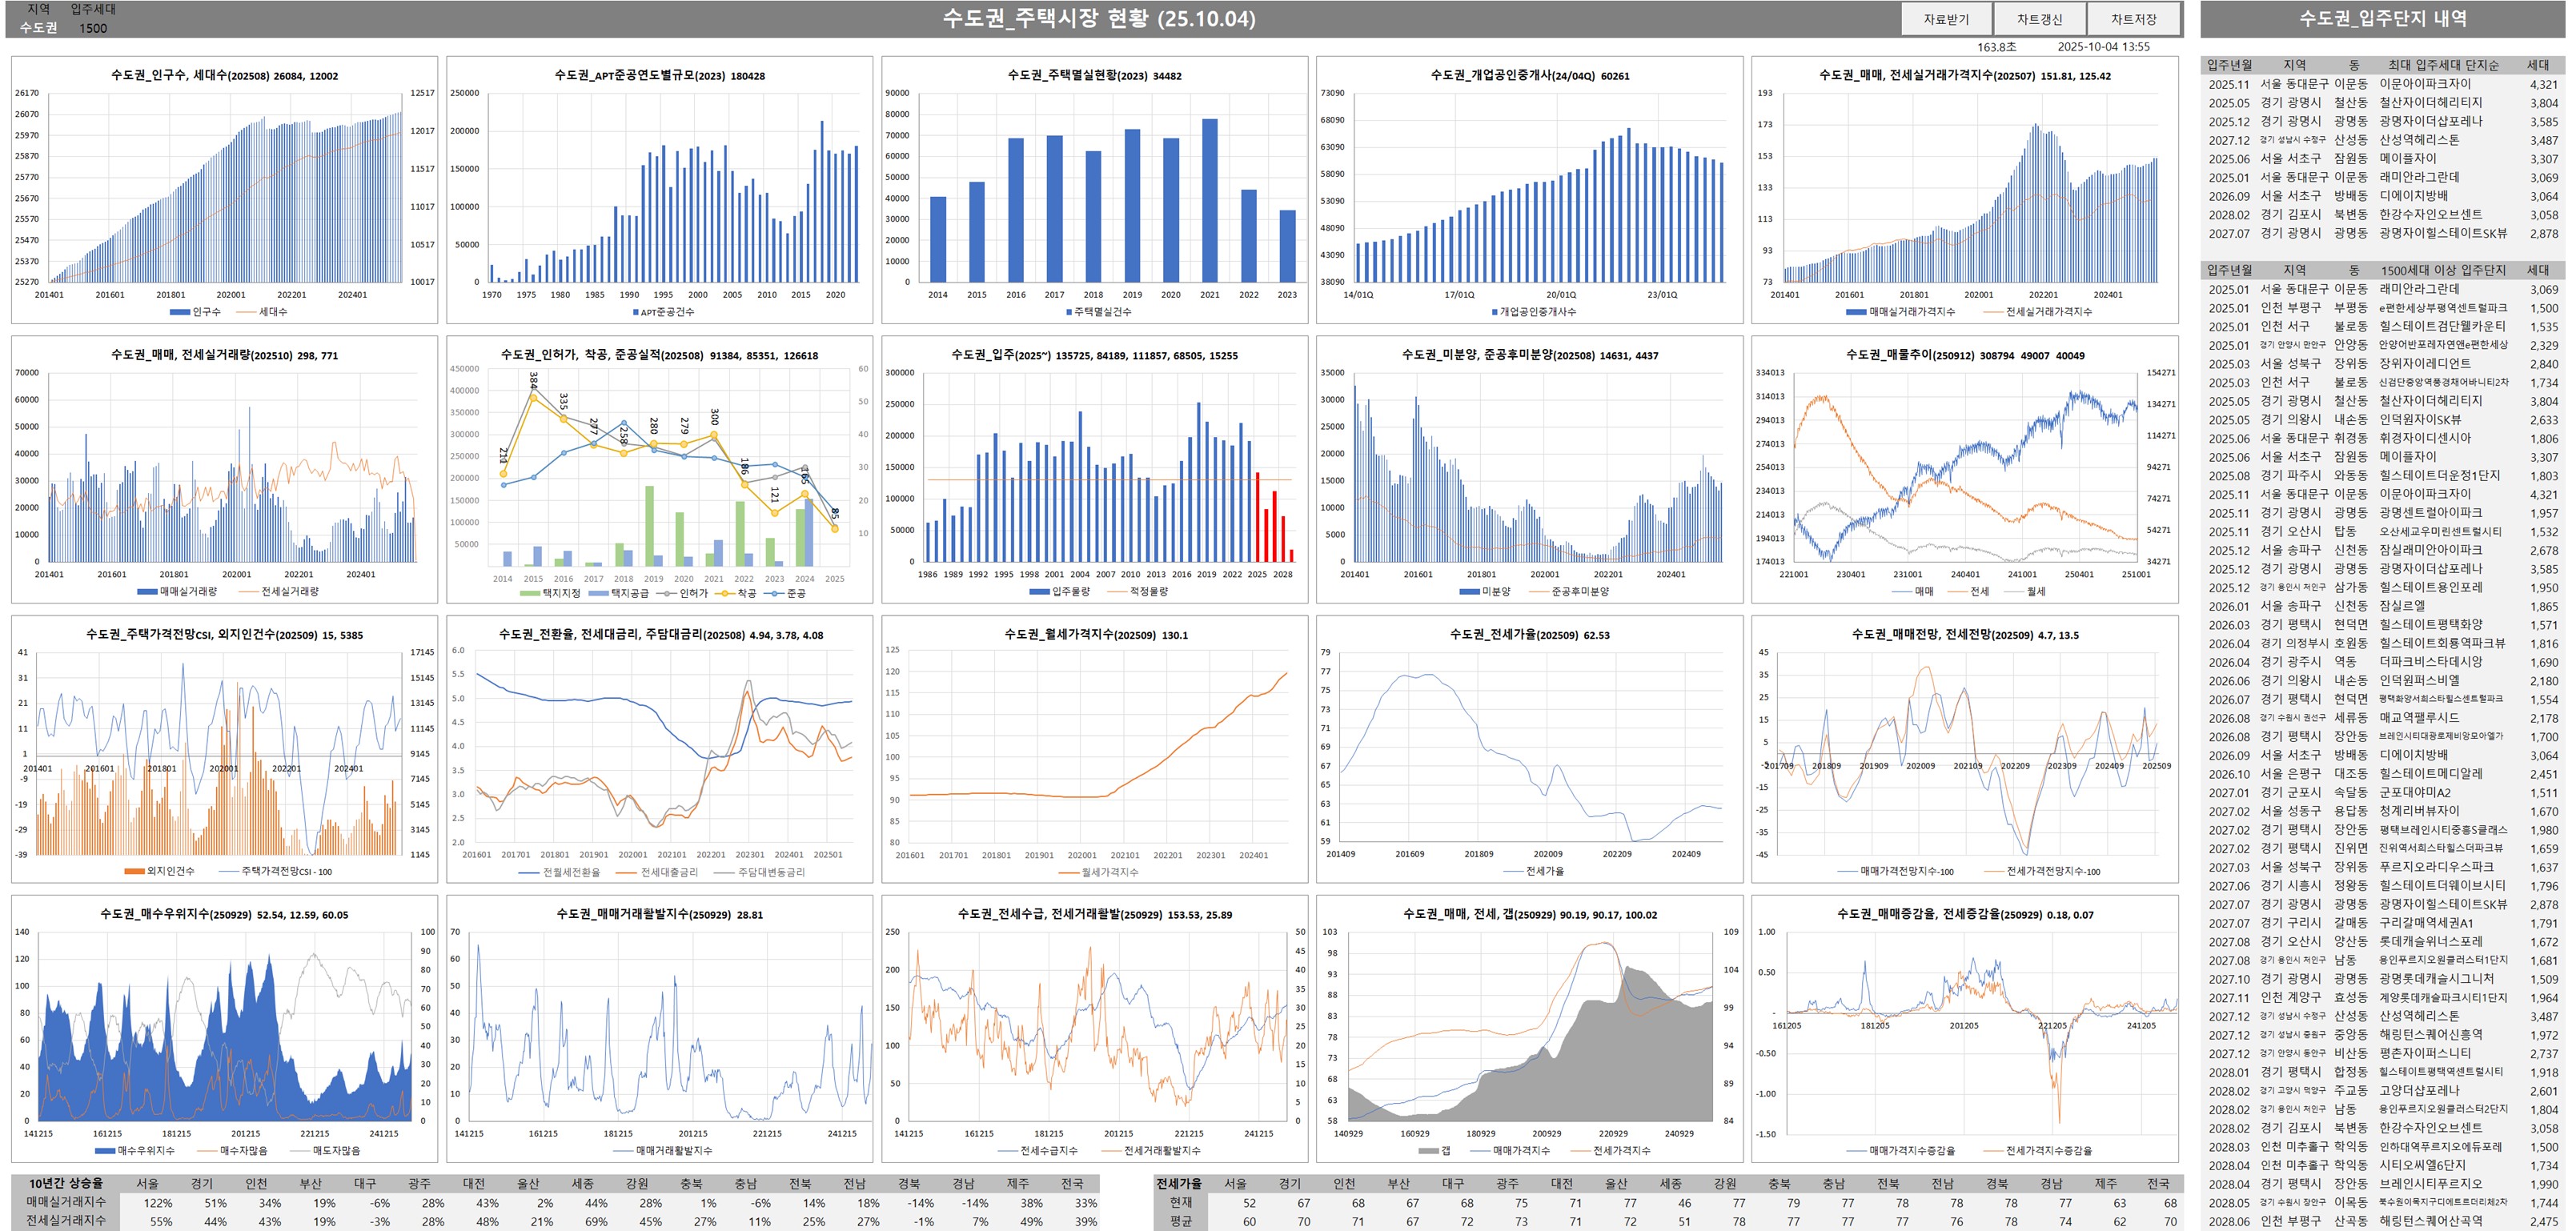 지역 입주세대
수도권 1500
수도권_주택시장 현황 (25.10.04)
자료받기 차트갱신 차트저장
163.8초 2025-10-04 13:55
수도권_입주단지 내역
수도권_인구수, 세대수(202508) 26084, 12002
인구수 세대수
수도권_APT준공연도별규모(2023) 180428
APT준공건수
수도권_주택멸실현황(2023) 34482
주택멸실건수
수도권_개업공인중개사(24/04Q) 60261
개업공인중개사수
수도권_매매, 전세실거래가격지수(202507) 151.81, 125.42
매매실거래가격지수 전세실거래가격지수
수도권_매매, 전세실거래량(202510) 298, 771
매매실거래량 전세실거래량
수도권_인허가, 착공, 준공실적(202508) 91384, 85351, 126618
택지지정 택지공급 인허가 착공 준공
수도권_입주(2025~) 135725, 84189, 111857, 68505, 15255
입주물량 적정물량
수도권_미분양, 준공후미분양(202508) 14631, 4437
미분양 준공후미분양
수도권_매물추이(250912) 308794 49007 40049
매매 전세 월세
수도권_주택가격전망CSI, 외지인건수(202509) 15, 5385
외지인건수 주택가격전망CSI - 100
수도권_전환율, 전세대금리, 주담대금리(202508) 4.94, 3.78, 4.08
전월세전환율 전세대출금리 주담대변동금리
수도권_월세가격지수(202509) 130.1
월세가격지수
수도권_전세가율(202509) 62.53
전세가율
수도권_매매전망, 전세전망(202509) 4.7, 13.5
매매가격전망지수-100 전세가격전망지수-100
수도권_매수우위지수(250929) 52.54, 12.59, 60.05
매수우위지수 매수자많음 매도자많음
수도권_매매거래활발지수(250929) 28.81
매매거래활발지수
수도권_전세수급, 전세거래활발(250929) 153.53, 25.89
전세수급지수 전세거래활발지수
수도권_매매, 전세, 갭(250929) 90.19, 90.17, 100.02
갭 매매가격지수 전세가격지수
수도권_매매증감율, 전세증감율(250929) 0.18, 0.07
매매가격지수증감율 전세가격지수증감율
10년간 상승율 서울 경기 인천 부산 대구 광주 대전 울산 세종 강원 충북 충남 전북 전남 경북 경남 제주 전국
매매실거래지수 122% 51% 34% 19% -6% 28% 43% 2% 44% 28% 1% -6% 14% 18% -14% -14% 38% 33%
전세실거래지수 55% 44% 43% 19% -3% 28% 48% 21% 69% 45% 27% 11% 25% 27% -1% 7% 49% 39%
전세가율 서울 경기 인천 부산 대구 광주 대전 울산 세종 강원 충북 충남 전북 전남 경북 경남 제주 전국
현재 52 67 68 67 68 75 71 77 46 77 79 77 78 78 78 77 63 68
평균 60 70 71 67 72 73 71 72 51 78 77 77 77 76 78 74 62 70
입주년월 지역 동 최대 입주세대 단지순 세대
2025.11 서울 동대문구 이문동 이문아이파크자이 4,321
2025.05 경기 광명시 철산동 철산자이더헤리티지 3,804
2025.12 경기 광명시 광명동 광명자이더샵포레나 3,585
2027.12 경기 성남시 수정구 산성동 산성역헤리스톤 3,487
2025.06 서울 서초구 잠원동 메이플자이 3,307
2025.01 서울 동대문구 이문동 래미안라그란데 3,069
2026.09 서울 서초구 방배동 디에이치방배 3,064
2028.02 경기 김포시 북변동 한강수자인오브센트 3,058
2027.07 경기 광명시 광명동 광명자이힐스테이트SK뷰 2,878
입주년월 지역 동 1500세대 이상 입주단지 세대
2025.01 서울 동대문구 이문동 래미안라그란데 3,069
2025.01 인천 부평구 부평동 e편한세상부평역센트럴파크 1,500
2025.01 인천 서구 불로동 힐스테이트검단웰카운티 1,535
2025.01 경기 안양시 만안구 안양동 안양어반포레자연앤e편한세상 2,329
2025.03 서울 성북구 장위동 장위자이레디언트 2,840
2025.03 인천 서구 불로동 신검단중앙역풍경채어바니티2차 1,734
2025.05 경기 광명시 철산동 철산자이더헤리티지 3,804
2025.05 경기 의왕시 내손동 인덕원자이SK뷰 2,633
2025.06 서울 동대문구 휘경동 휘경자이디센시아 1,806
2025.06 서울 서초구 잠원동 메이플자이 3,307
2025.08 경기 파주시 와동동 힐스테이트더운정1단지 1,803
2025.11 서울 동대문구 이문동 이문아이파크자이 4,321
2025.11 경기 광명시 광명동 광명센트럴아이파크 1,957
2025.11 경기 오산시 탑동 오산세교우미린센트럴시티 1,532
2025.12 서울 송파구 신천동 잠실래미안아이파크 2,678
2025.12 경기 광명시 광명동 광명자이더샵포레나 3,585
2025.12 경기 용인시 처인구 삼가동 힐스테이트용인포레 1,950
2026.01 서울 송파구 신천동 잠실르엘 1,865
2026.03 경기 평택시 현덕면 힐스테이트평택화양 1,571
2026.04 경기 의정부시 호원동 힐스테이트회룡역파크뷰 1,816
2026.04 경기 광주시 역동 더파크비스타데시앙 1,690
2026.06 경기 의왕시 내손동 인덕원퍼스비엘 2,180
2026.07 경기 평택시 현덕면 평택화양서희스타힐스센트럴파크 1,554
2026.08 경기 수원시 권선구 세류동 매교역팰루시드 2,178
2026.08 경기 평택시 장안동 브레인시티대광로제비앙모아엘가 1,700
2026.09 서울 서초구 방배동 디에이치방배 3,064
2026.10 서울 은평구 대조동 힐스테이트메디알레 2,451
2027.01 경기 군포시 속달동 군포대야미A2 1,511
2027.02 서울 성동구 용답동 청계리버뷰자이 1,670
2027.02 경기 평택시 장안동 평택브레인시티중흥S클래스 1,980
2027.02 경기 평택시 진위면 진위역서희스타힐스더파크뷰 1,659
2027.03 서울 성북구 장위동 푸르지오라디우스파크 1,637
2027.06 경기 시흥시 정왕동 힐스테이트더웨이브시티 1,796
2027.07 경기 광명시 광명동 광명자이힐스테이트SK뷰 2,878
2027.07 경기 구리시 갈매동 구리갈매역세권A1 1,791
2027.08 경기 오산시 양산동 롯데캐슬위너스포레 1,672
2027.08 경기 용인시 처인구 남동 용인푸르지오원클러스터1단지 1,681
2027.10 경기 광명시 광명동 광명롯데캐슬시그니처 1,509
2027.11 인천 계양구 효성동 계양롯데캐슬파크시티1단지 1,964
2027.12 경기 성남시 수정구 산성동 산성역헤리스톤 3,487
2027.12 경기 성남시 중원구 중앙동 해링턴스퀘어신흥역 1,972
2027.12 경기 안양시 동안구 비산동 평촌자이퍼스니티 2,737
2028.01 경기 평택시 합정동 힐스테이트평택역센트럴시티 1,918
2028.02 경기 고양시 덕양구 주교동 고양더샵포레나 2,601
2028.02 경기 용인시 처인구 남동 용인푸르지오원클러스터2단지 1,804
2028.02 경기 김포시 북변동 한강수자인오브센트 3,058
2028.03 인천 미추홀구 학익동 인하대역푸르지오에듀포레 1,500
2028.04 인천 미추홀구 학익동 시티오씨엘6단지 1,734
2028.04 경기 평택시 장안동 브레인시티푸르지오 1,990
2028.05 경기 수원시 장안구 이목동 북수원이목지구디에트르더리체2차 1,744
2028.06 인천 부평구 산곡동 해링턴스퀘어산곡역 2,475